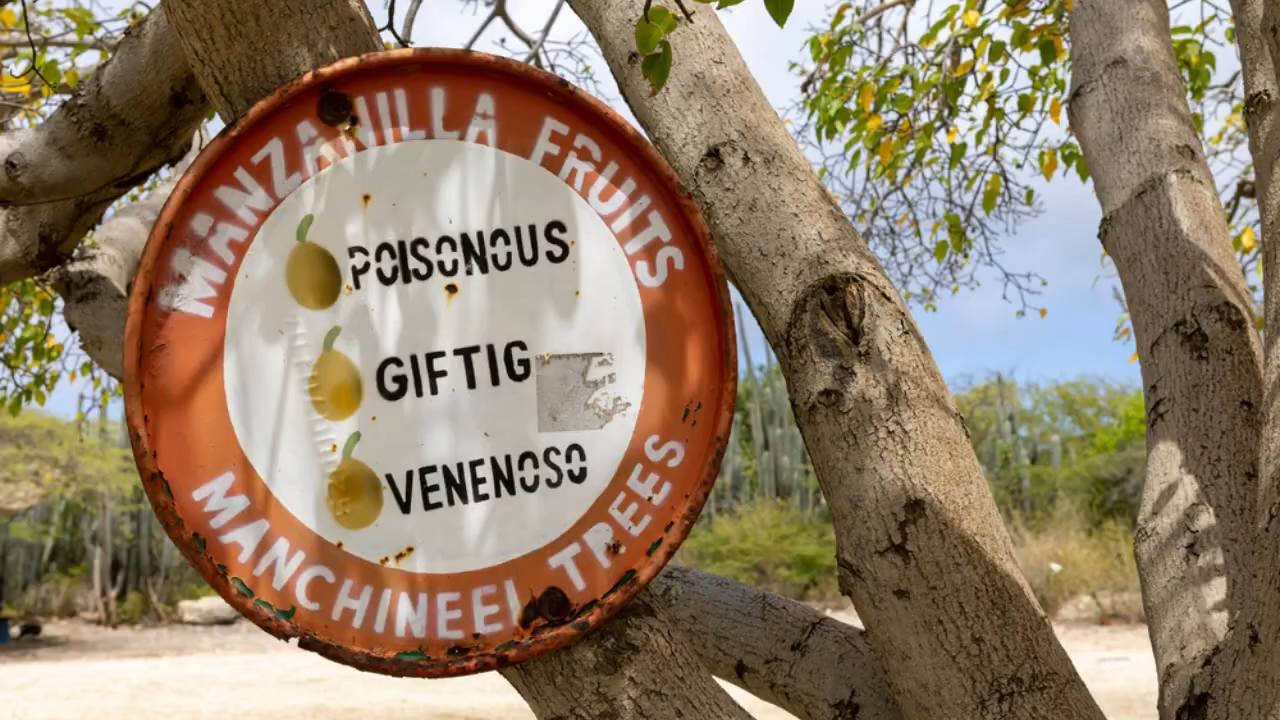 MANZANILLA FRUITS
POISONOUS
GIFTIG
VENENOSO
MANCHINEEL TREES